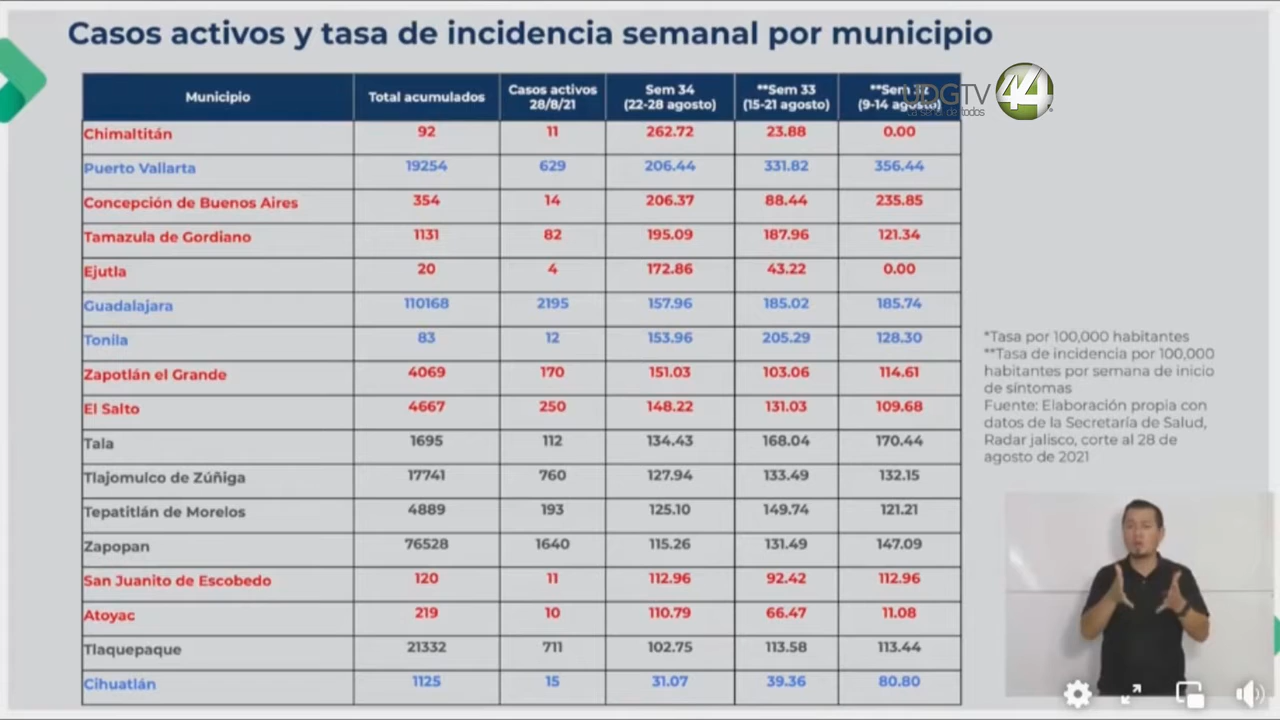 Casos activos y tasa de incidencia semanal por municipio
UDGTV 44
Municipio Total acumulados Casos activos 28/8/21 Sem 34 (22-28 agosto) **Sem 33 (15-21 agosto) (9-14 agosto)
Chimaltitán 92 11 262.72 23.88 0.00
Puerto Vallarta 19254 629 206.44 331.82 356.44
Concepción de Buenos Aires 354 14 206.37 88.44 235.85
Tamazula de Gordiano 1131 82 195.09 187.96 121.34
Ejutla 20 4 172.86 43.22 0.00
Guadalajara 110168 2195 157.96 185.02 185.74
Tonila 83 12 153.96 205.29 128.30
Zapotlán el Grande 4069 170 151.03 103.06 114.61
El Salto 4667 250 148.22 131.03 109.68
Tala 1695 112 134.43 168.04 170.44
Tlajomulco de Zúñiga 17741 760 127.94 133.49 132.15
Tepatitlán de Morelos 4889 193 125.10 149.74 121.21
Zapopan 76528 1640 115.26 131.49 147.09
San Juanito de Escobedo 120 11 112.96 92.42 112.96
Atoyac 219 10 110.79 66.47 11.08
Tlaquepaque 21332 711 102.75 113.58 113.44
Cihuatlán 1125 15 31.07 39.36 80.80
*Tasa por 100,000 habitantes
**Tasa de incidencia por 100,000
habitantes por semana de inicio
de síntomas
Fuente: Elaboración propia con
datos de la Secretaría de Salud,
Radar jalisco, corte al 28 de
agosto de 2021